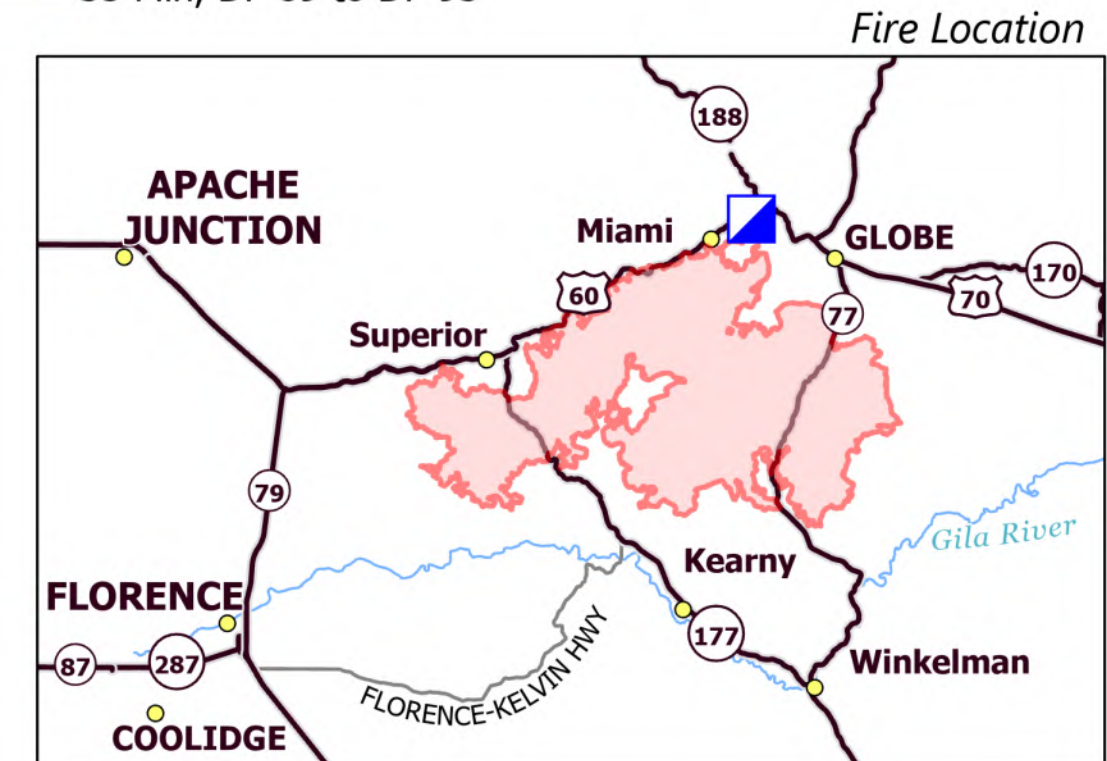 Fire Location
188
APACHE
JUNCTION
Miami
GLOBE
170
60
70
77
Superior
79
Gila River
Kearny
FLORENCE
177
87
287
Winkelman
FLORENCE-KELVIN HWY
COOLIDGE